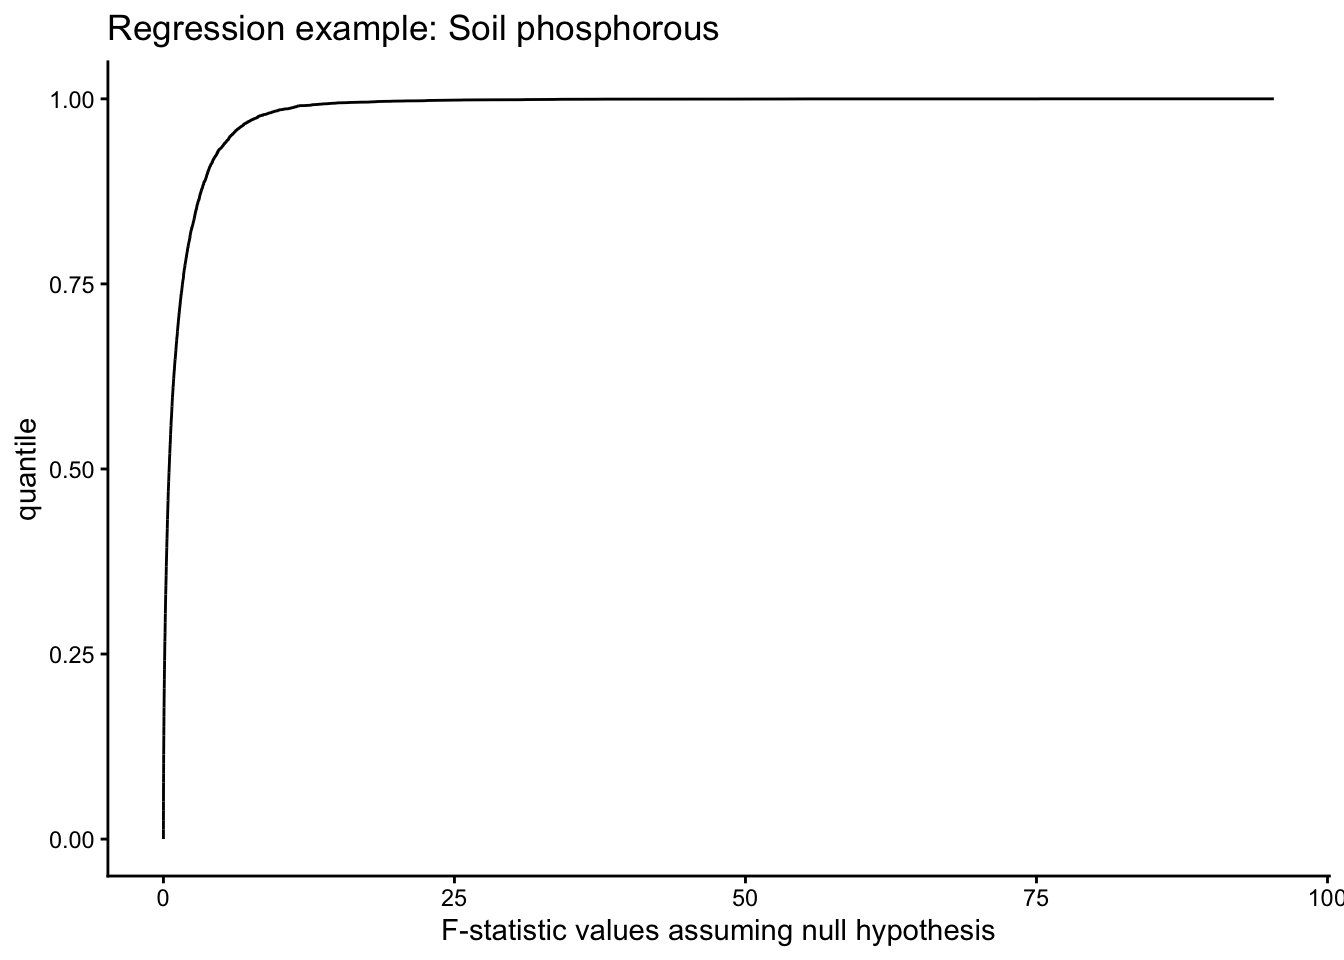 Regression example: Soil phosphorous
1.00
0.75
quantile
0.50
0.25
0.00
0 25 50 75 100
F-statistic values assuming null hypothesis